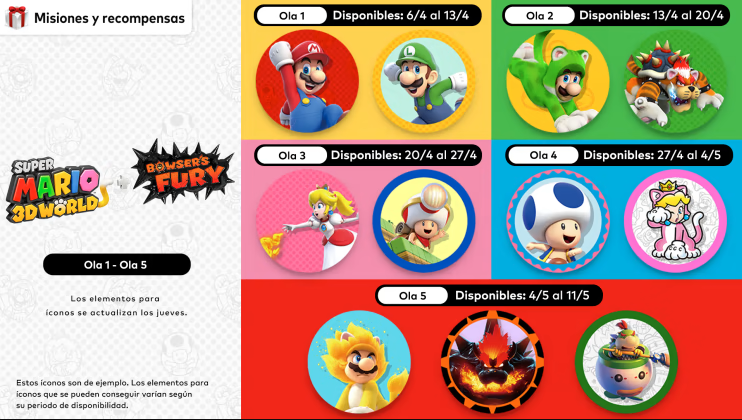 Misiones y recompensas
SUPER
MARIO
3D WORLD
+
BOWSER'S
FURY
Ola 1 - Ola 5
Los elementos para
íconos se actualizan los jueves.
Estos íconos son de ejemplo. Los elementos para
íconos que se pueden conseguir varían según
su periodo de disponibilidad.
Ola 1 Disponibles: 6/4 al 13/4
Ola 2 Disponibles: 13/4 al 20/4
Ola 3 Disponibles: 20/4 al 27/4
Ola 4 Disponibles: 27/4 al 4/5
Ola 5 Disponibles: 4/5 al 11/5